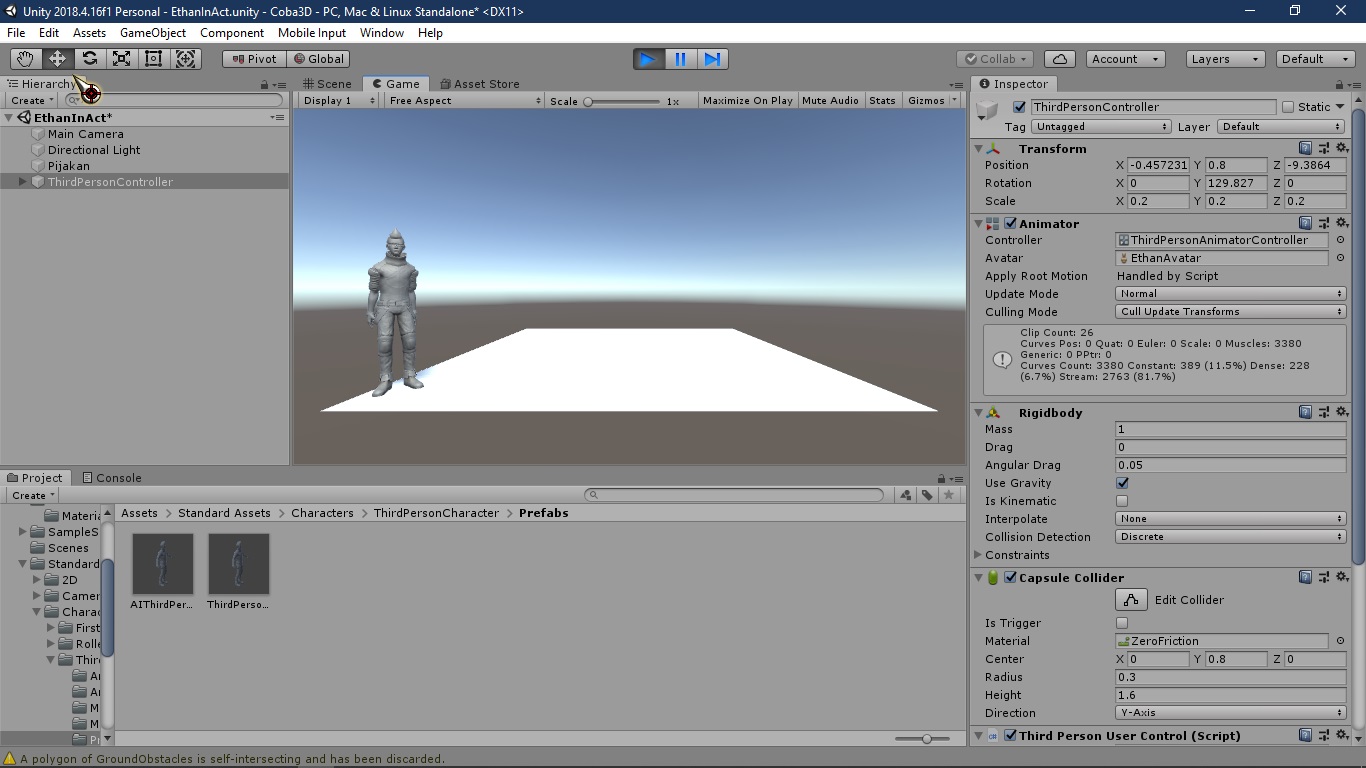 Unity 2018.4.16f1 Personal - EthanInAct.unity - Coba3D - PC, Mac & Linux Standalone* <DX11>
File Edit Assets GameObject Component Mobile Input Window Help
Pivot Global Collab Account Layers Default
Hierarchy
Create
EthanInAct*
Main Camera
Directional Light
Pijakan
ThirdPersonController
Scene Game Asset Store
Display 1 Free Aspect Scale 1x Maximize On Play Mute Audio Stats Gizmos
Inspector
ThirdPersonController Static
Tag Untagged Layer Default
Transform
Position X -0.457231 Y 0.8 Z -9.3864
Rotation X 0 Y 129.827 Z 0
Scale X 0.2 Y 0.2 Z 0.2
Animator
Controller ThirdPersonAnimatorController
Avatar EthanAvatar
Apply Root Motion Handled by Script
Update Mode Normal
Culling Mode Cull Update Transforms
Clip Count: 26
Curves Pos: 0 Quat: 0 Euler: 0 Scale: 0 Muscles: 3380
Generic: 0 PPtr: 0
Curves Count: 3380 Constant: 389 (11.5%) Dense: 228
(6.7%) Stream: 2763 (81.7%)
Rigidbody
Mass 1
Drag 0
Angular Drag 0.05
Use Gravity
Is Kinematic
Interpolate None
Collision Detection Discrete
Constraints
Capsule Collider
Edit Collider
Is Trigger
Material ZeroFriction
Center X 0 Y 0.8 Z 0
Radius 0.3
Height 1.6
Direction Y-Axis
Third Person User Control (Script)
Project Console
Create
Materia
SampleS
Scenes
Standard
2D
Camer
Charac
First
Rolle
Third
Assets > Standard Assets > Characters > ThirdPersonCharacter > Prefabs
AIThirdPer... ThirdPerso...
A polygon of GroundObstacles is self-intersecting and has been discarded.